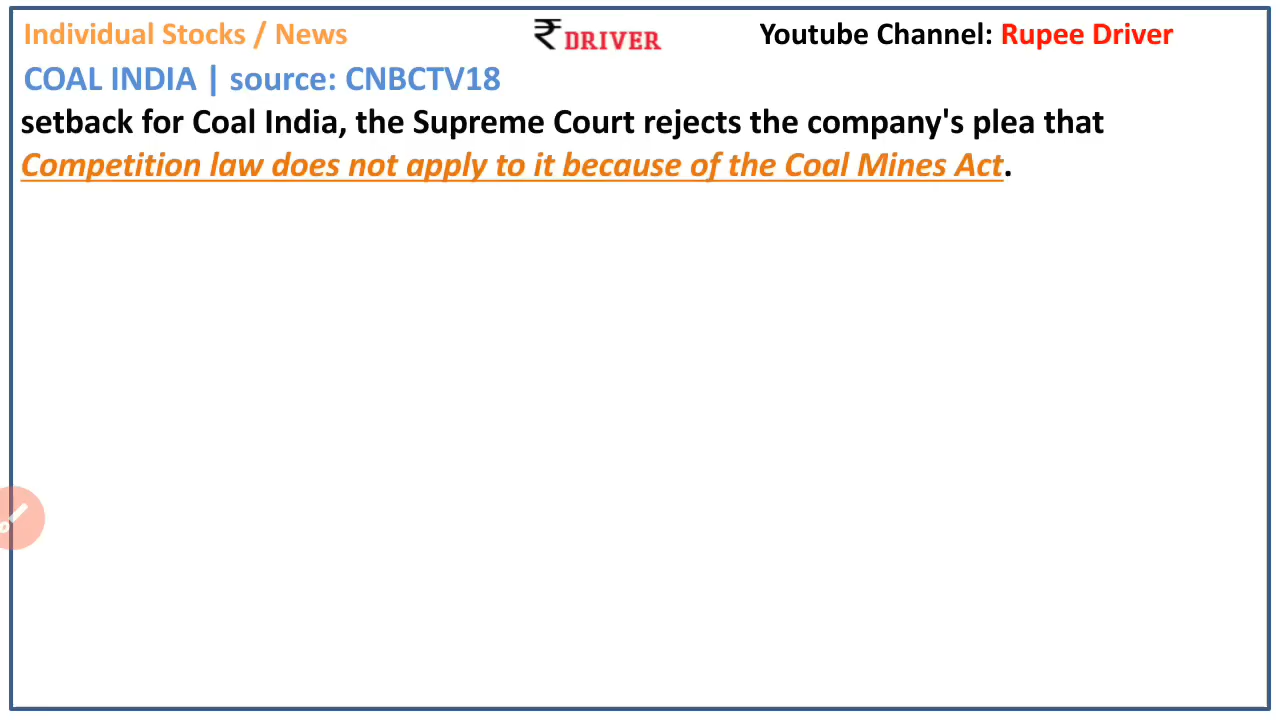 Individual Stocks / News
₹ DRIVER
Youtube Channel: Rupee Driver
COAL INDIA | source: CNBCTV18
setback for Coal India, the Supreme Court rejects the company's plea that
Competition law does not apply to it because of the Coal Mines Act.